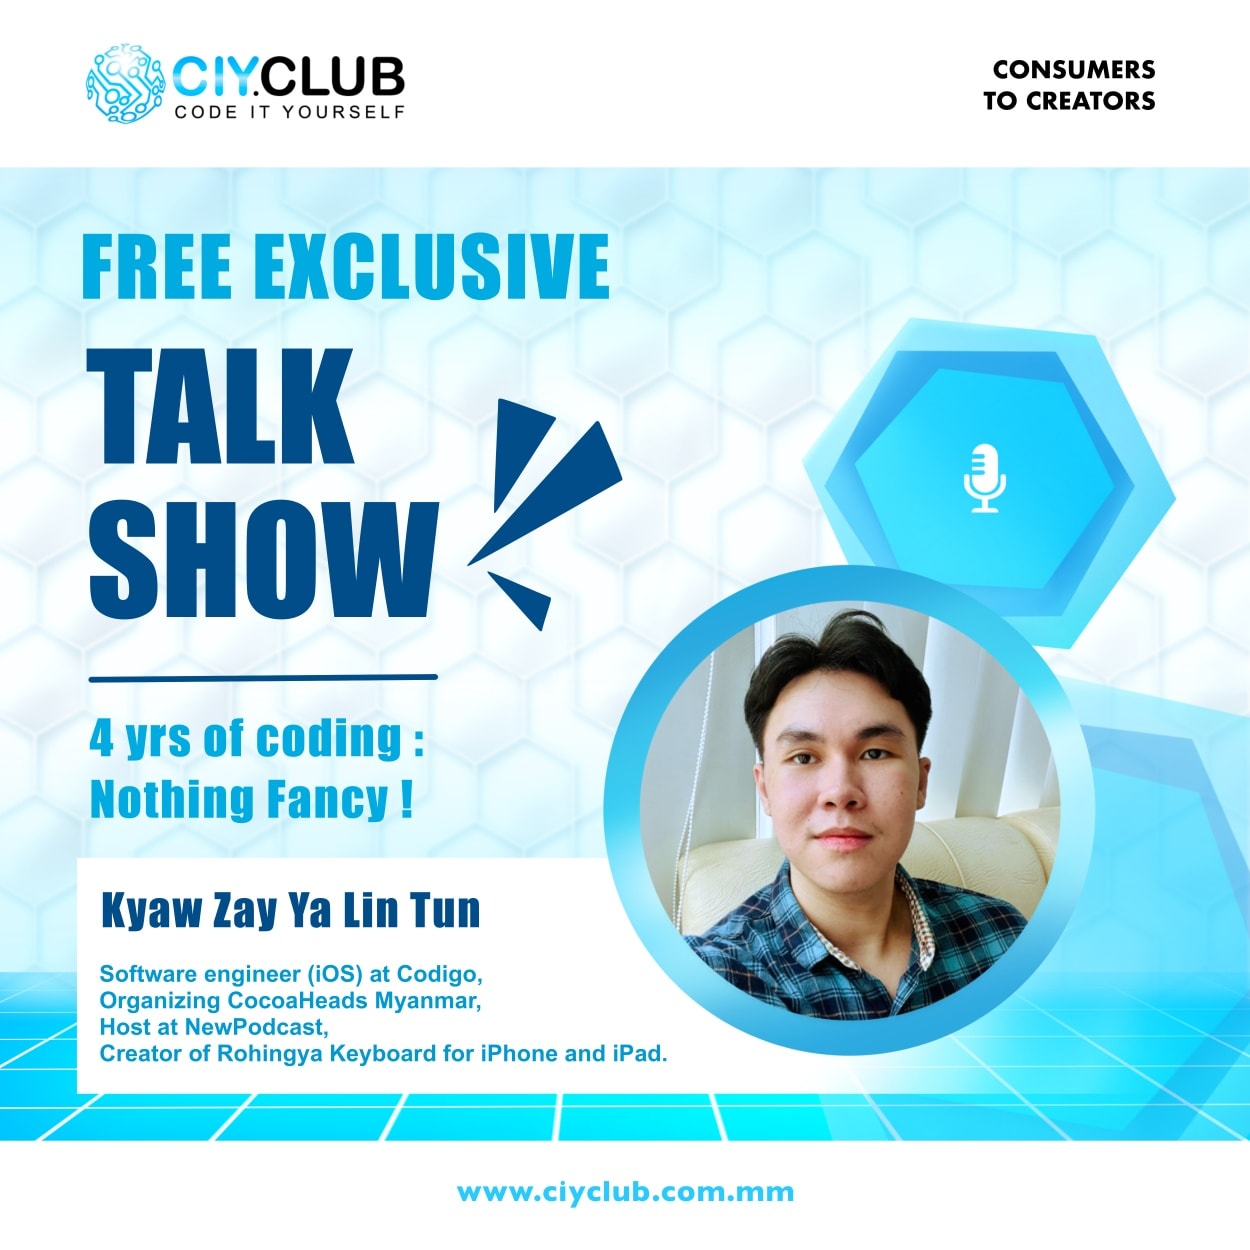 CIY.CLUB
CODE IT YOURSELF
CONSUMERS
TO CREATORS
FREE EXCLUSIVE
TALK
SHOW
4 yrs of coding :
Nothing Fancy !
Kyaw Zay Ya Lin Tun
Software engineer (iOS) at Codigo,
Organizing CocoaHeads Myanmar,
Host at NewPodcast,
Creator of Rohingya Keyboard for iPhone and iPad.
www.ciyclub.com.mm